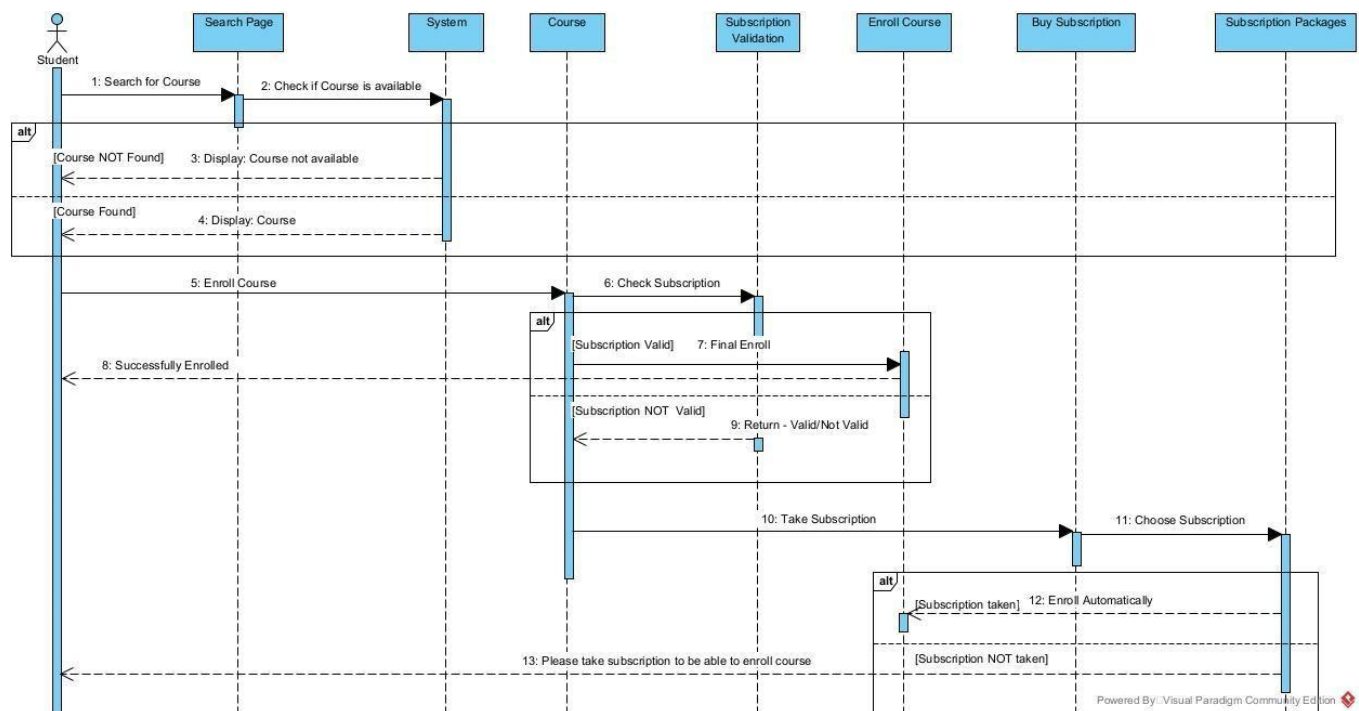 Student
Search Page
System
Course
Subscription
Validation
Enroll Course
Buy Subscription
Subscription Packages
1: Search for Course
2: Check if Course is available
alt
[Course NOT Found]
3: Display: Course not available
[Course Found]
4: Display: Course
5: Enroll Course
6: Check Subscription
alt
[Subscription Valid]
7: Final Enroll
8: Successfully Enrolled
[Subscription NOT  Valid]
9: Return - Valid/Not Valid
10: Take Subscription
11: Choose Subscription
alt
[Subscription taken]
12: Enroll Automatically
13: Please take subscription to be able to enroll course
[Subscription NOT taken]
Powered By Visual Paradigm Community Edition